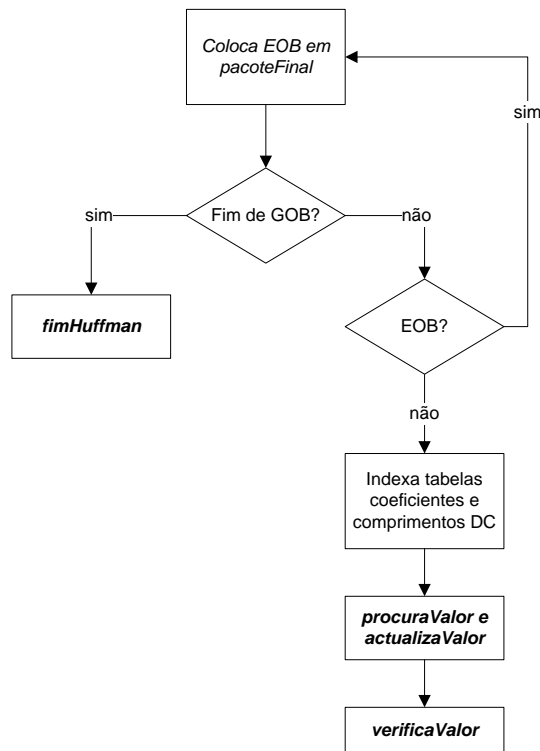 Coloca EOB em
pacoteFinal
sim
Fim de GOB?
sim
não
fimHuffman
EOB?
não
Indexa tabelas
coeficientes e
comprimentos DC
procuraValor e
actualizaValor
verificaValor